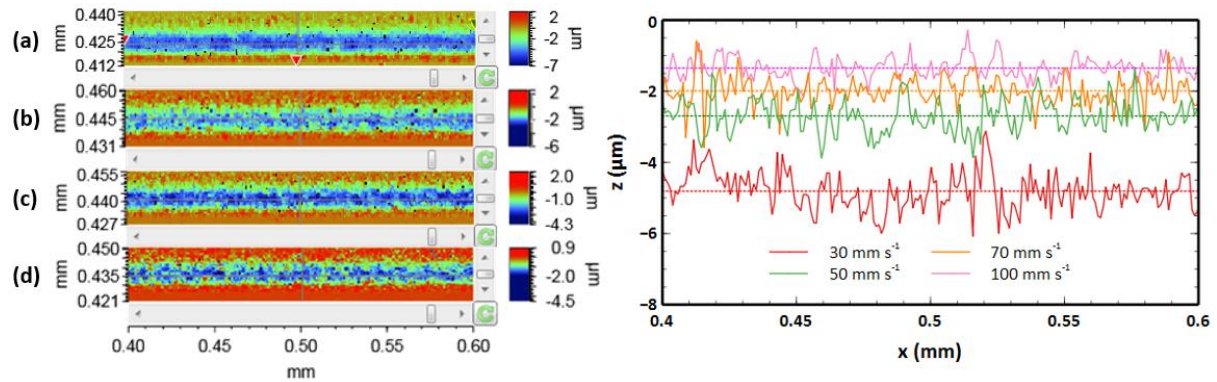 (a)
mm
0.440
0.425
0.412
2
-2
-7
µm
(b)
mm
0.460
0.445
0.431
2
-2
-6
µm
(c)
mm
0.455
0.440
0.427
2.0
-1.0
-4.3
µm
(d)
mm
0.450
0.435
0.421
0.9
-2.0
-4.5
µm
0.40 0.50 0.60
mm
z (µm)
0
−2
−4
−6
−8
30 mm s⁻¹ 70 mm s⁻¹
50 mm s⁻¹ 100 mm s⁻¹
0.4 0.45 0.5 0.55 0.6
x (mm)